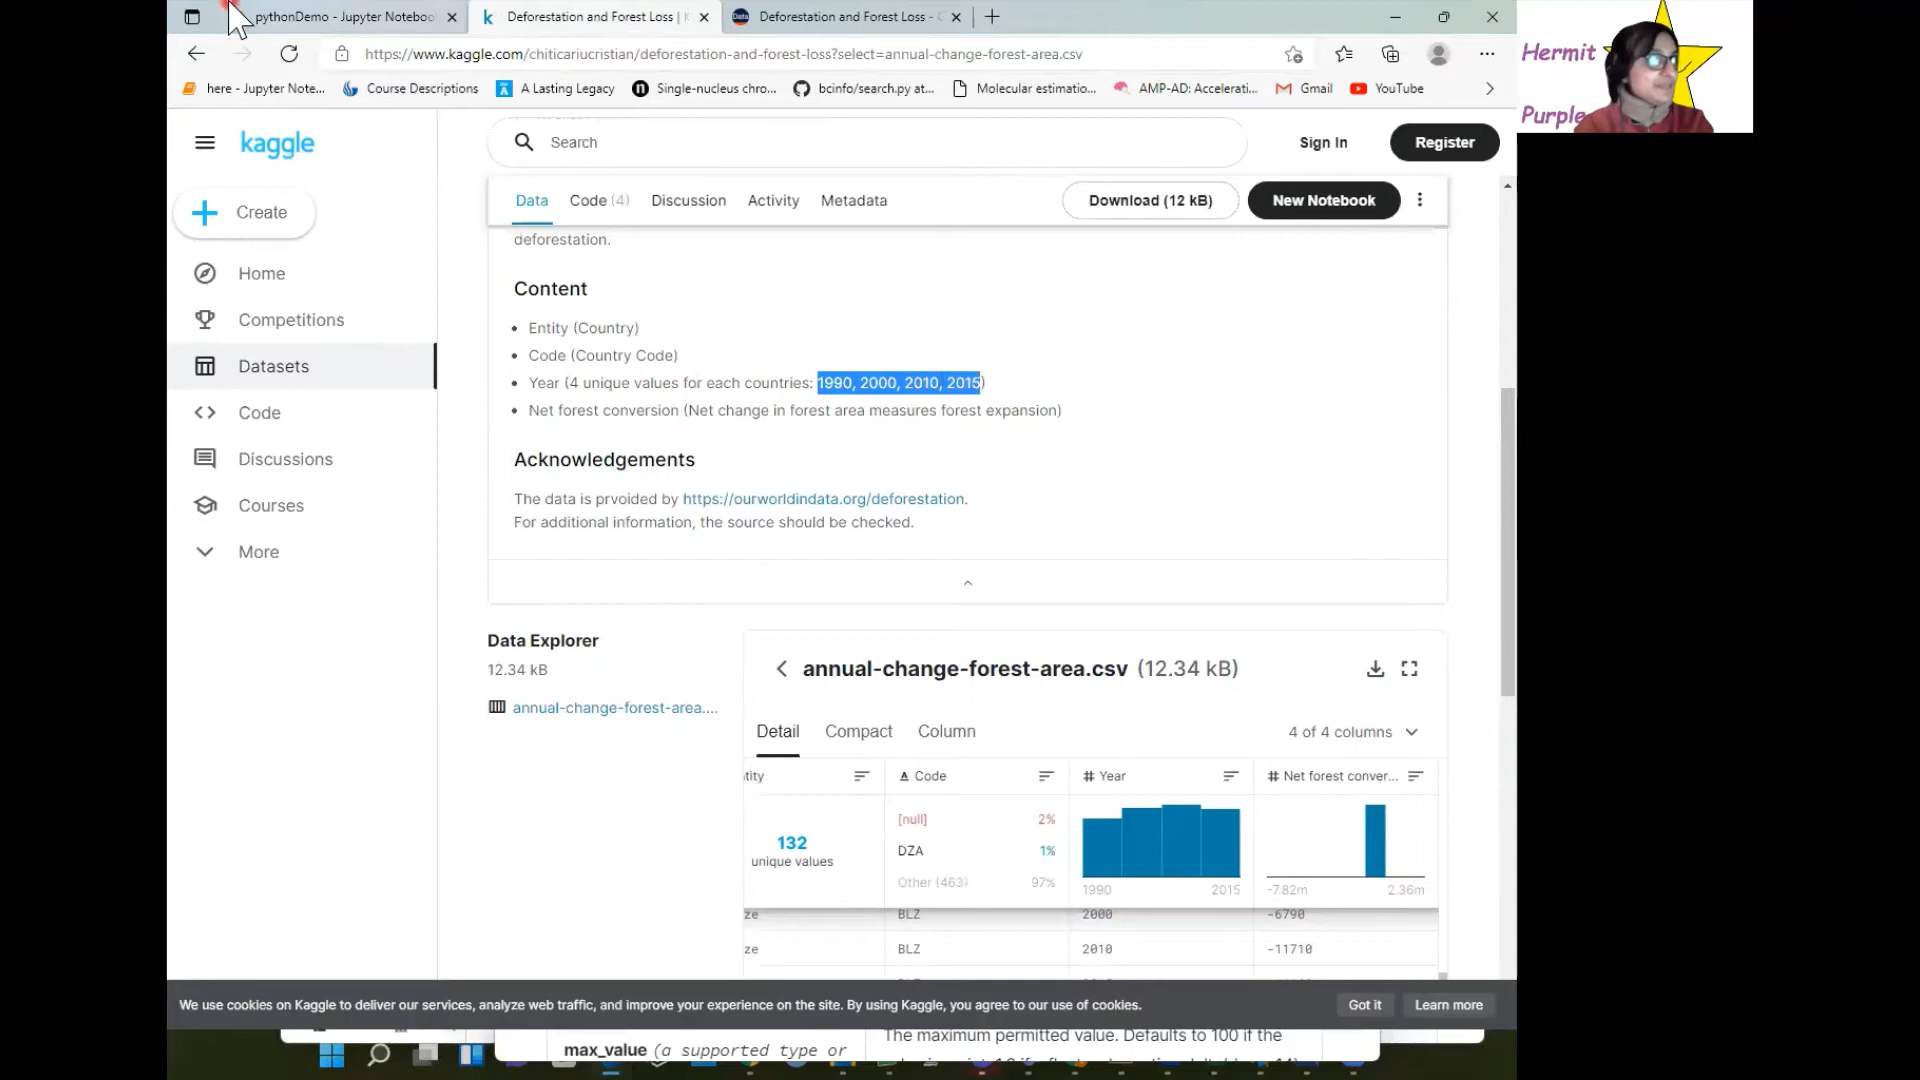 pythonDemo - Jupyter Noteboo
Deforestation and Forest Loss |
Deforestation and Forest Loss -
https://www.kaggle.com/chiticariucristian/deforestation-and-forest-loss?select=annual-change-forest-area.csv
here - Jupyter Note...
Course Descriptions
A Lasting Legacy
Single-nucleus chro...
bcinfo/search.py at...
Molecular estimatio...
AMP-AD: Accelerati...
Gmail
YouTube
Hermit
Purple
kaggle
Search
Sign In
Register
Create
Home
Competitions
Datasets
Code
Discussions
Courses
More
Data
Code (4)
Discussion
Activity
Metadata
Download (12 kB)
New Notebook
deforestation.
Content
Entity (Country)
Code (Country Code)
Year (4 unique values for each countries: 1990, 2000, 2010, 2015)
Net forest conversion (Net change in forest area measures forest expansion)
Acknowledgements
The data is prvoided by https://ourworldindata.org/deforestation.
For additional information, the source should be checked.
Data Explorer
12.34 kB
annual-change-forest-area....
annual-change-forest-area.csv (12.34 kB)
Detail
Compact
Column
4 of 4 columns
tity
Code
# Year
# Net forest conver...
132
unique values
[null] 2%
DZA 1%
Other (463) 97%
1990 2015
-7.82m 2.36m
ze BLZ 2000 -6790
ze BLZ 2010 -11710
We use cookies on Kaggle to deliver our services, analyze web traffic, and improve your experience on the site. By using Kaggle, you agree to our use of cookies.
Got it
Learn more
max_value (a supported type or
The maximum permitted value. Defaults to 100 if the